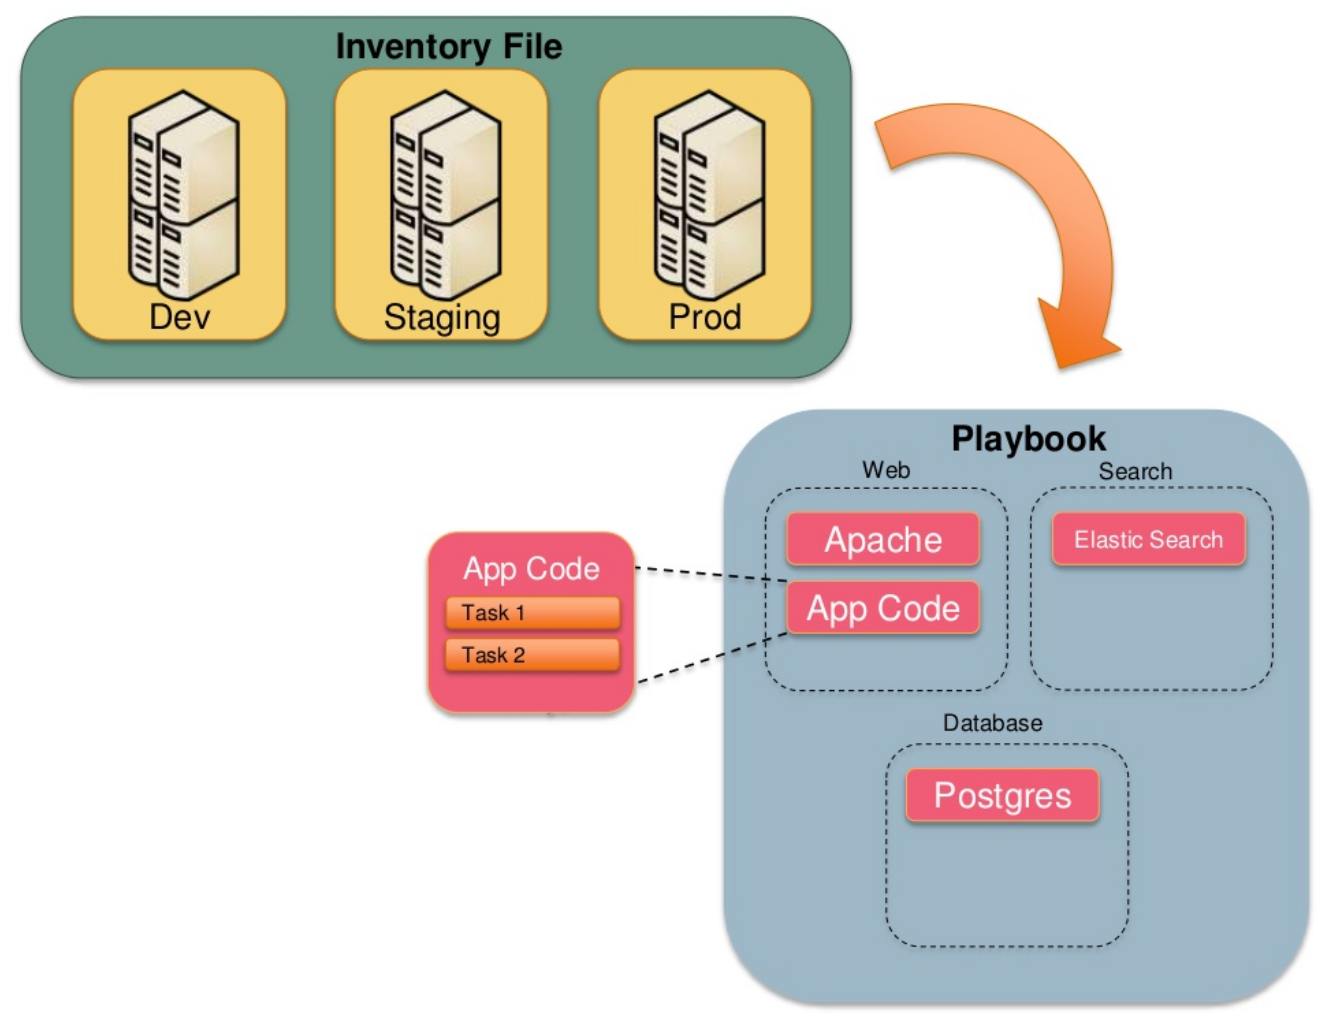 Inventory File
Dev
Staging
Prod
Playbook
Web
Search
Apache
Elastic Search
App Code
App Code
Task 1
Task 2
Database
Postgres